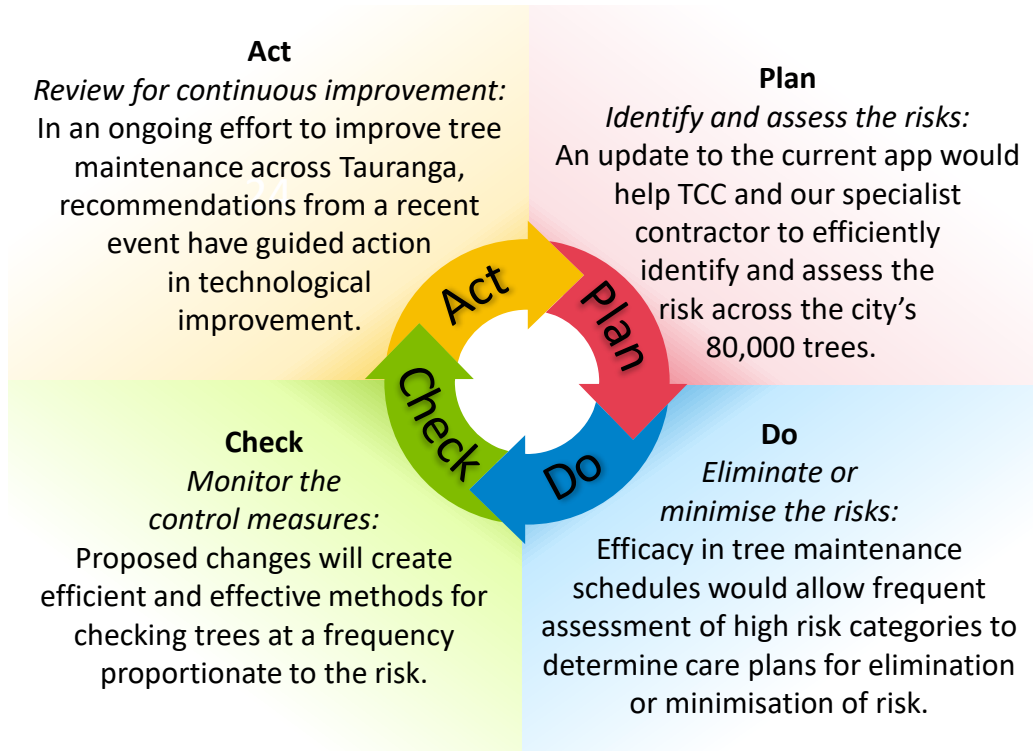 Act
Review for continuous improvement:
In an ongoing effort to improve tree
maintenance across Tauranga,
recommendations from a recent
event have guided action
in technological
improvement.
Plan
Identify and assess the risks:
An update to the current app would
help TCC and our specialist
contractor to efficiently
identify and assess the
risk across the city's
80,000 trees.
Act
Plan
Check
Do
Check
Monitor the
control measures:
Proposed changes will create
efficient and effective methods for
checking trees at a frequency
proportionate to the risk.
Do
Eliminate or
minimise the risks:
Efficacy in tree maintenance
schedules would allow frequent
assessment of high risk categories to
determine care plans for elimination
or minimisation of risk.